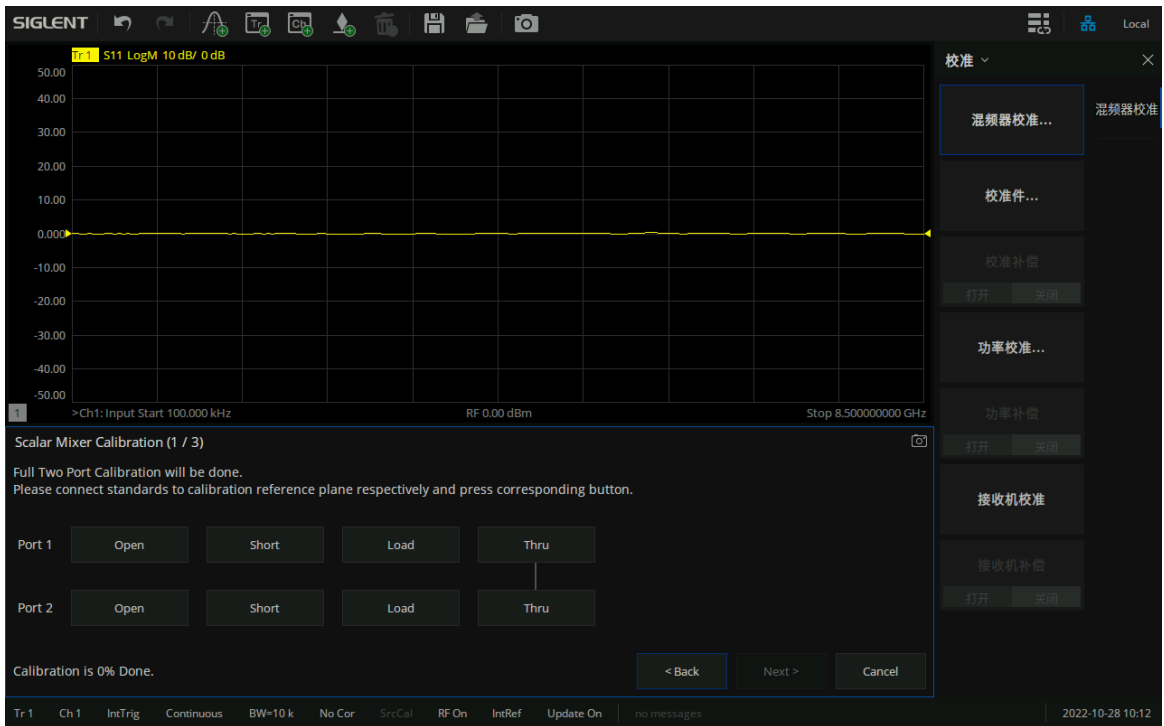 SIGLENT Local
Tr 1 S11 LogM 10 dB/ 0 dB
50.00
40.00
30.00
20.00
10.00
0.000
-10.00
-20.00
-30.00
-40.00
-50.00
1 >Ch1: Input Start 100.000 kHz RF 0.00 dBm Stop 8.500000000 GHz
Scalar Mixer Calibration (1 / 3)
Full Two Port Calibration will be done.
Please connect standards to calibration reference plane respectively and press corresponding button.
Port 1 Open Short Load Thru
Port 2 Open Short Load Thru
Calibration is 0% Done. < Back Next > Cancel
校准
混频器校准... 混频器校准
校准件...
校准补偿
打开 关闭
功率校准...
功率补偿
打开 关闭
接收机校准
接收机补偿
打开 关闭
Tr 1 Ch 1 IntTrig Continuous BW=10 k No Cor SrcCal RF On IntRef Update On no messages 2022-10-28 10:12